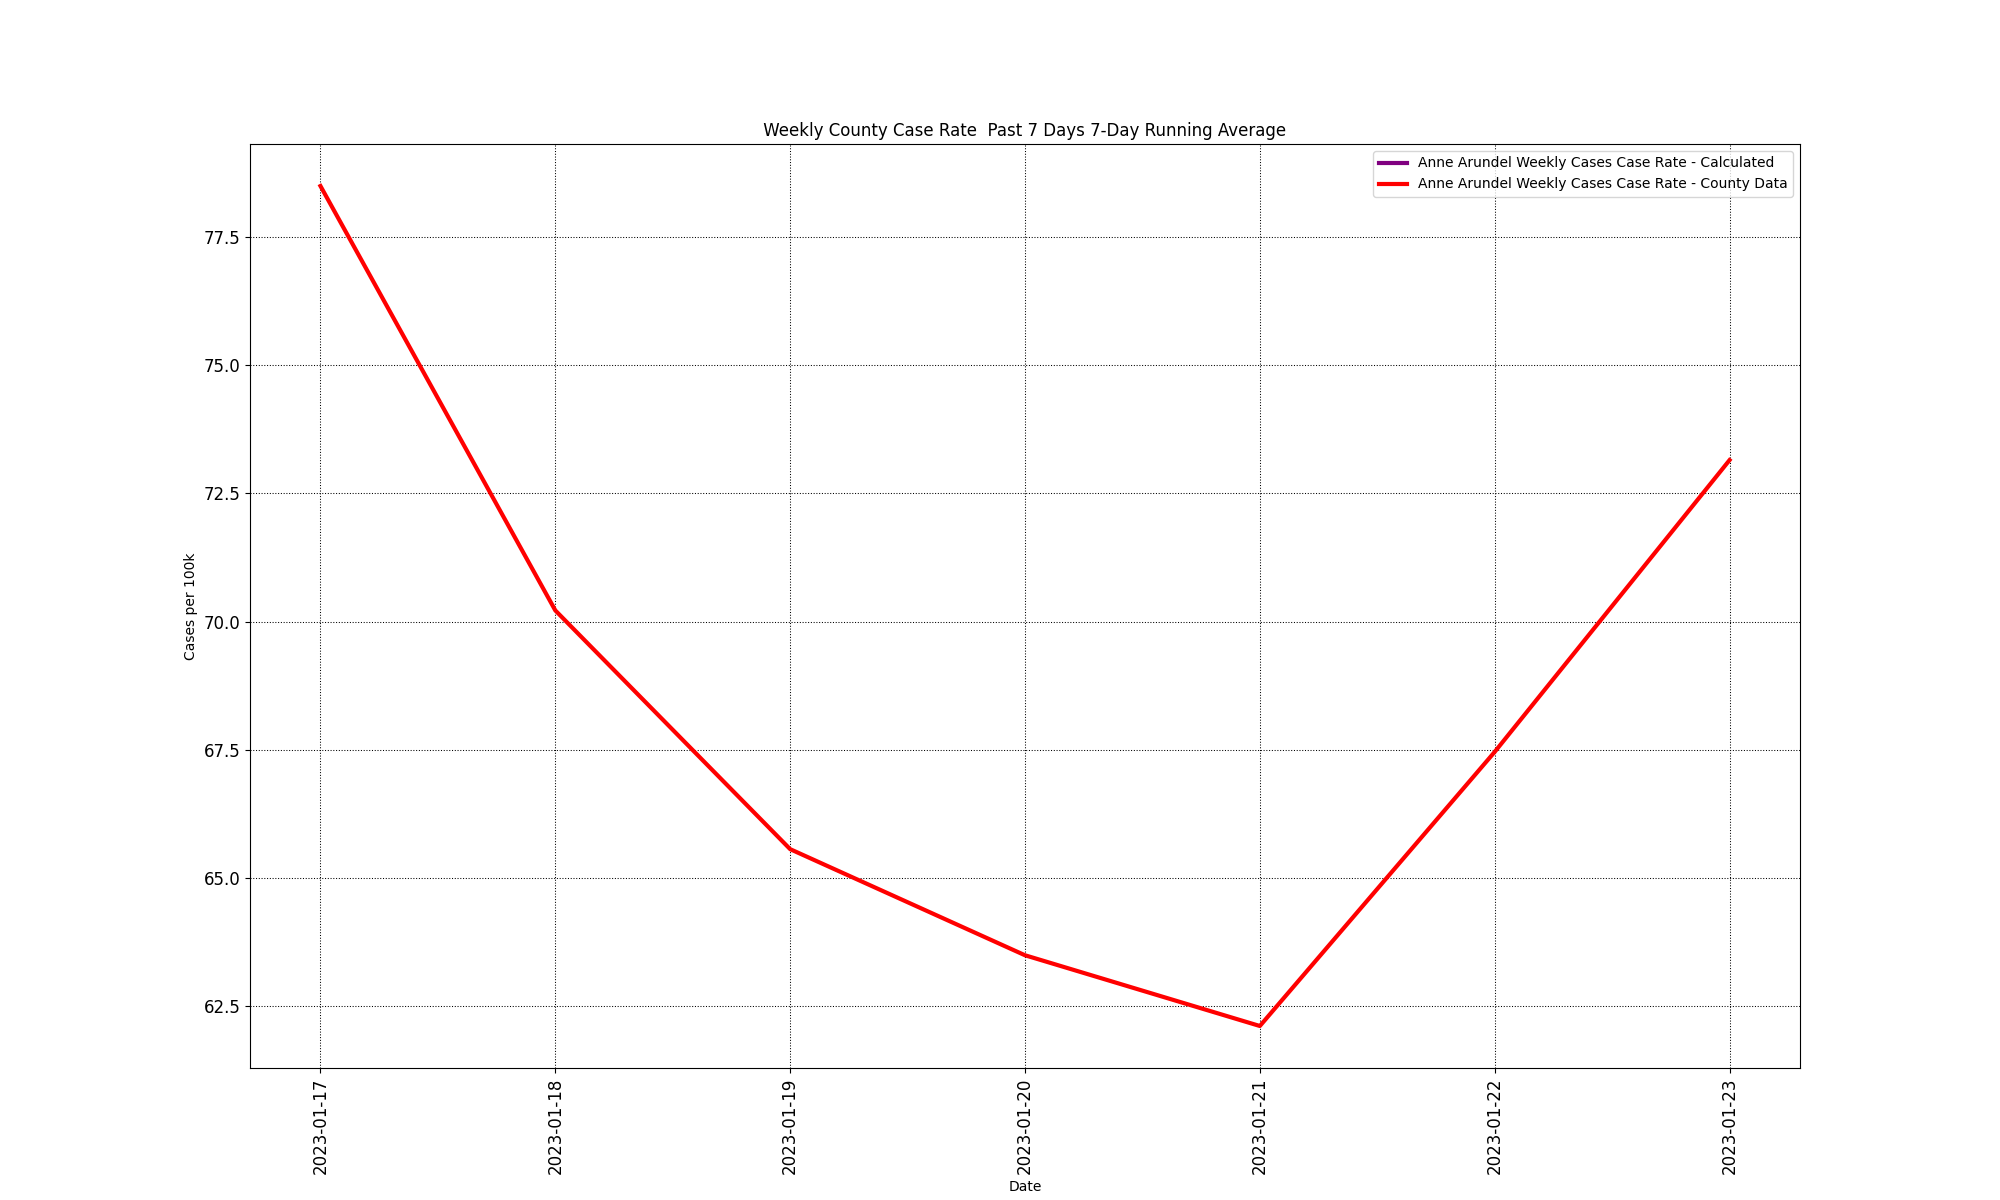 Weekly County Case Rate  Past 7 Days 7-Day Running Average
Anne Arundel Weekly Cases Case Rate - Calculated
Anne Arundel Weekly Cases Case Rate - County Data
Cases per 100k
77.5
75.0
72.5
70.0
67.5
65.0
62.5
2023-01-17
2023-01-18
2023-01-19
2023-01-20
2023-01-21
2023-01-22
2023-01-23
Date